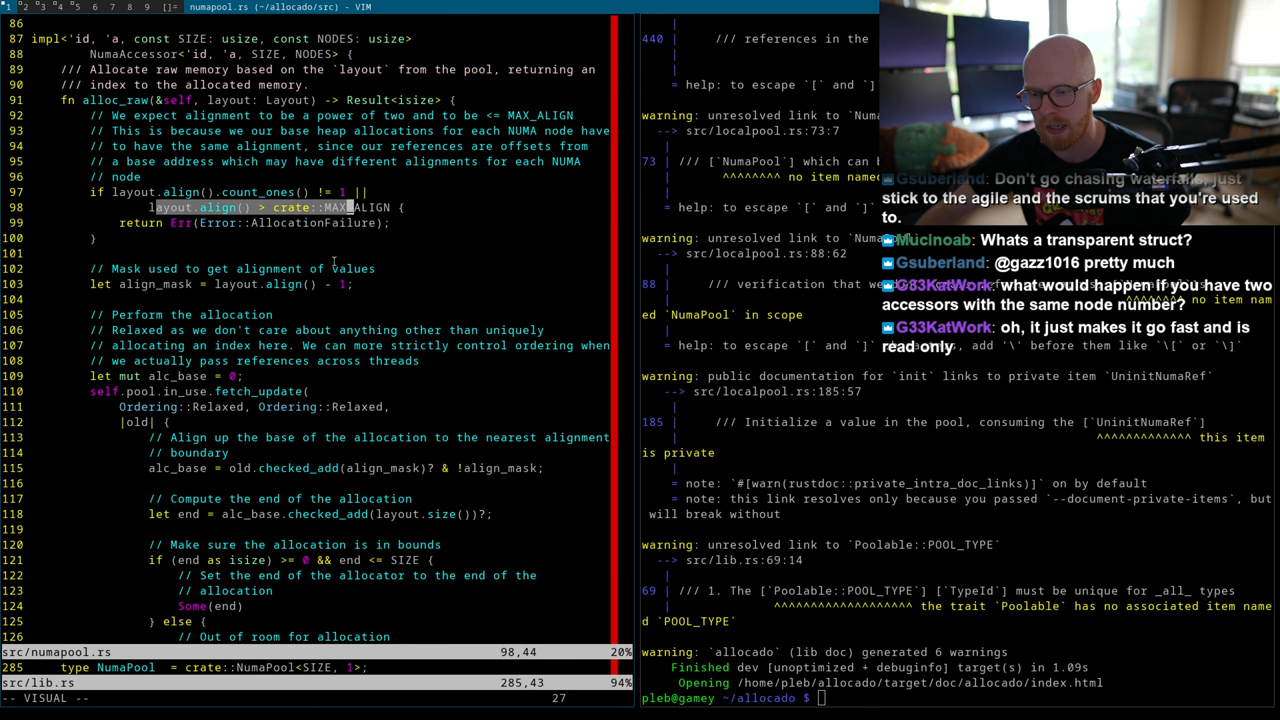 1 2 3 4 5 6 7 8 9 []= numapool.rs (~/allocado/src) - VIM
86
87 impl<'id, 'a, const SIZE: usize, const NODES: usize>
88         NumaAccessor<'id, 'a, SIZE, NODES> {
89     /// Allocate raw memory based on the `layout` from the pool, returning an
90     /// index to the allocated memory.
91     fn alloc_raw(&self, layout: Layout) -> Result<isize> {
92         // We expect alignment to be a power of two and to be <= MAX_ALIGN
93         // This is because we our base heap allocations for each NUMA node have
94         // to have the same alignment, since our references are offsets from
95         // a base address which may have different alignments for each NUMA
96         // node
97         if layout.align().count_ones() != 1 ||
98                 layout.align() > crate::MAX_ALIGN {
99             return Err(Error::AllocationFailure);
100         }
101
102         // Mask used to get alignment of values
103         let align_mask = layout.align() - 1;
104
105         // Perform the allocation
106         // Relaxed as we don't care about anything other than uniquely
107         // allocating an index here. We can more strictly control ordering when
108         // we actually pass references across threads
109         let mut alc_base = 0;
110         self.pool.in_use.fetch_update(
111             Ordering::Relaxed, Ordering::Relaxed,
112             |old| {
113                 // Align up the base of the allocation to the nearest alignment
114                 // boundary
115                 alc_base = old.checked_add(align_mask)? & !align_mask;
116
117                 // Compute the end of the allocation
118                 let end = alc_base.checked_add(layout.size())?;
119
120                 // Make sure the allocation is in bounds
121                 if (end as isize) >= 0 && end <= SIZE {
122                     // Set the end of the allocator to the end of the
123                     // allocation
124                     Some(end)
125                 } else {
126                     // Out of room for allocation
src/numapool.rs 98,44 20%
285     type NumaPool  = crate::NumaPool<SIZE, 1>;
src/lib.rs 285,43 94%
-- VISUAL -- 27
|
440 |     /// references in the
|
|
= help: to escape `[` and `]`
warning: unresolved link to `Numa
--> src/localpool.rs:73:7
|
73 | /// [`NumaPool`] which can b
|       ^^^^^^^^ no item named
|
= help: to escape `[` and `]`
warning: unresolved link to `Numa
--> src/localpool.rs:88:62
|
88 |     /// verification that we
^^^^^^^^ no item nam
ed `NumaPool` in scope
|
= help: to escape `[` and `]` characters, add '\' before them like `\[` or `\]`
warning: public documentation for `init` links to private item `UninitNumaRef`
--> src/localpool.rs:185:57
|
185 |     /// Initialize a value in the pool, consuming the [`UninitNumaRef`]
|     ^^^^^^^^^^^^^ this item
is private
|
= note: `#[warn(rustdoc::private_intra_doc_links)]` on by default
= note: this link resolves only because you passed `--document-private-items`, but
will break without
warning: unresolved link to `Poolable::POOL_TYPE`
--> src/lib.rs:69:14
|
69 | /// 1. The [`Poolable::POOL_TYPE`] [`TypeId`] must be unique for _all_ types
|     ^^^^^^^^^^^^^^^^^^^ the trait `Poolable` has no associated item name
d `POOL_TYPE`
warning: `allocado` (lib doc) generated 6 warnings
Finished dev [unoptimized + debuginfo] target(s) in 1.09s
Opening /home/pleb/allocado/target/doc/allocado/index.html
pleb@gamey ~/allocado $
Gsuberland: Don't go chasing waterfalls, just
stick to the agile and the scrums that you're used
to.
Mucinoab: Whats a transparent struct?
Gsuberland: @gazz1016 pretty much
G33KatWork: what would happen if you have two
accessors with the same node number?
G33KatWork: oh, it just makes it go fast and is
read only